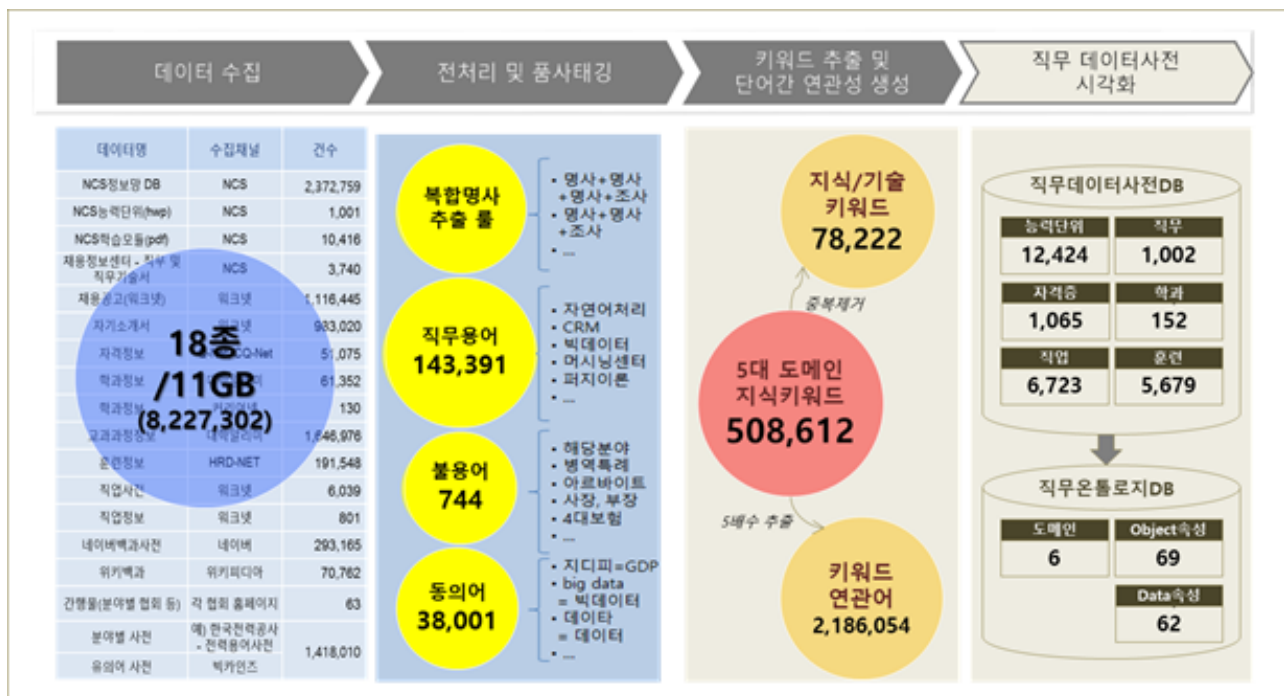 데이터 수집
전처리 및 품사태깅
키워드 추출 및
단어간 연관성 생성
직무 데이터사전
시각화
데이터명 수집채널 건수
NCS정보망 DB NCS 2,372,759
NCS능력단위(hwp) NCS 1,001
NCS학습모듈(pdf) NCS 10,416
채용정보센터 - 직무 및
직무기술서 NCS 3,740
채용공고(워크넷) 워크넷 1,116,445
자기소개서 워크넷 983,020
자격정보 Q-Net 51,075
학과정보 61,352
학과정보 커리어넷 130
교과과정정보 대학알리미 1,646,976
훈련정보 HRD-NET 191,548
직업사전 워크넷 6,039
직업정보 워크넷 801
네이버백과사전 네이버 293,165
위키백과 위키피디아 70,762
간행물(분야별 협회 등) 각 협회 홈페이지 63
분야별 사전 예) 한국전력공사
- 전력용어사전
1,418,010
유의어 사전 빅카인즈
18종
/11GB
(8,227,302)
복합명사
추출 룰
• 명사+명사
+명사+조사
• 명사+명사
+조사
• ...
직무용어
143,391
• 자연어처리
• CRM
• 빅데이터
• 머시닝센터
• 퍼지이론
• ...
불용어
744
• 해당분야
• 병역특례
• 아르바이트
• 사장, 부장
• 4대보험
• ...
동의어
38,001
• 지디피=GDP
• big data
= 빅데이터
• 데이타
= 데이터
• ...
지식/기술
키워드
78,222
중복제거
5대 도메인
지식키워드
508,612
5배수 추출
키워드
연관어
2,186,054
직무데이터사전DB
능력단위 직무
12,424 1,002
자격증 학과
1,065 152
직업 훈련
6,723 5,679
직무온톨로지DB
도메인 Object속성
6 69
Data속성
62